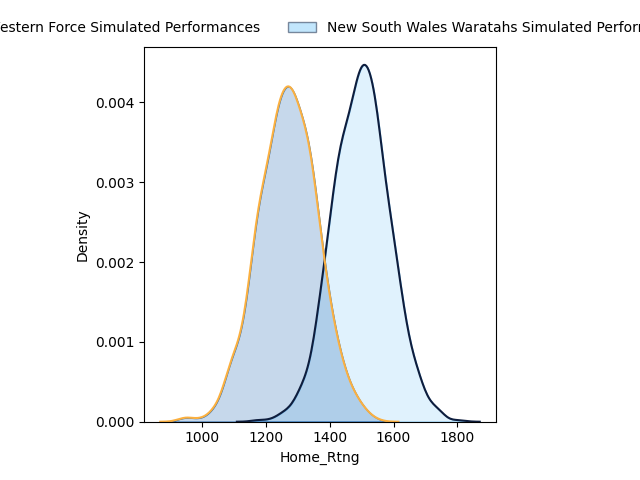 estern Force Simulated Performances
New South Wales Waratahs Simulated Perfor
0.004
0.003
0.002
0.001
0.000
Density
1000 1200 1400 1600 1800
Home_Rtng